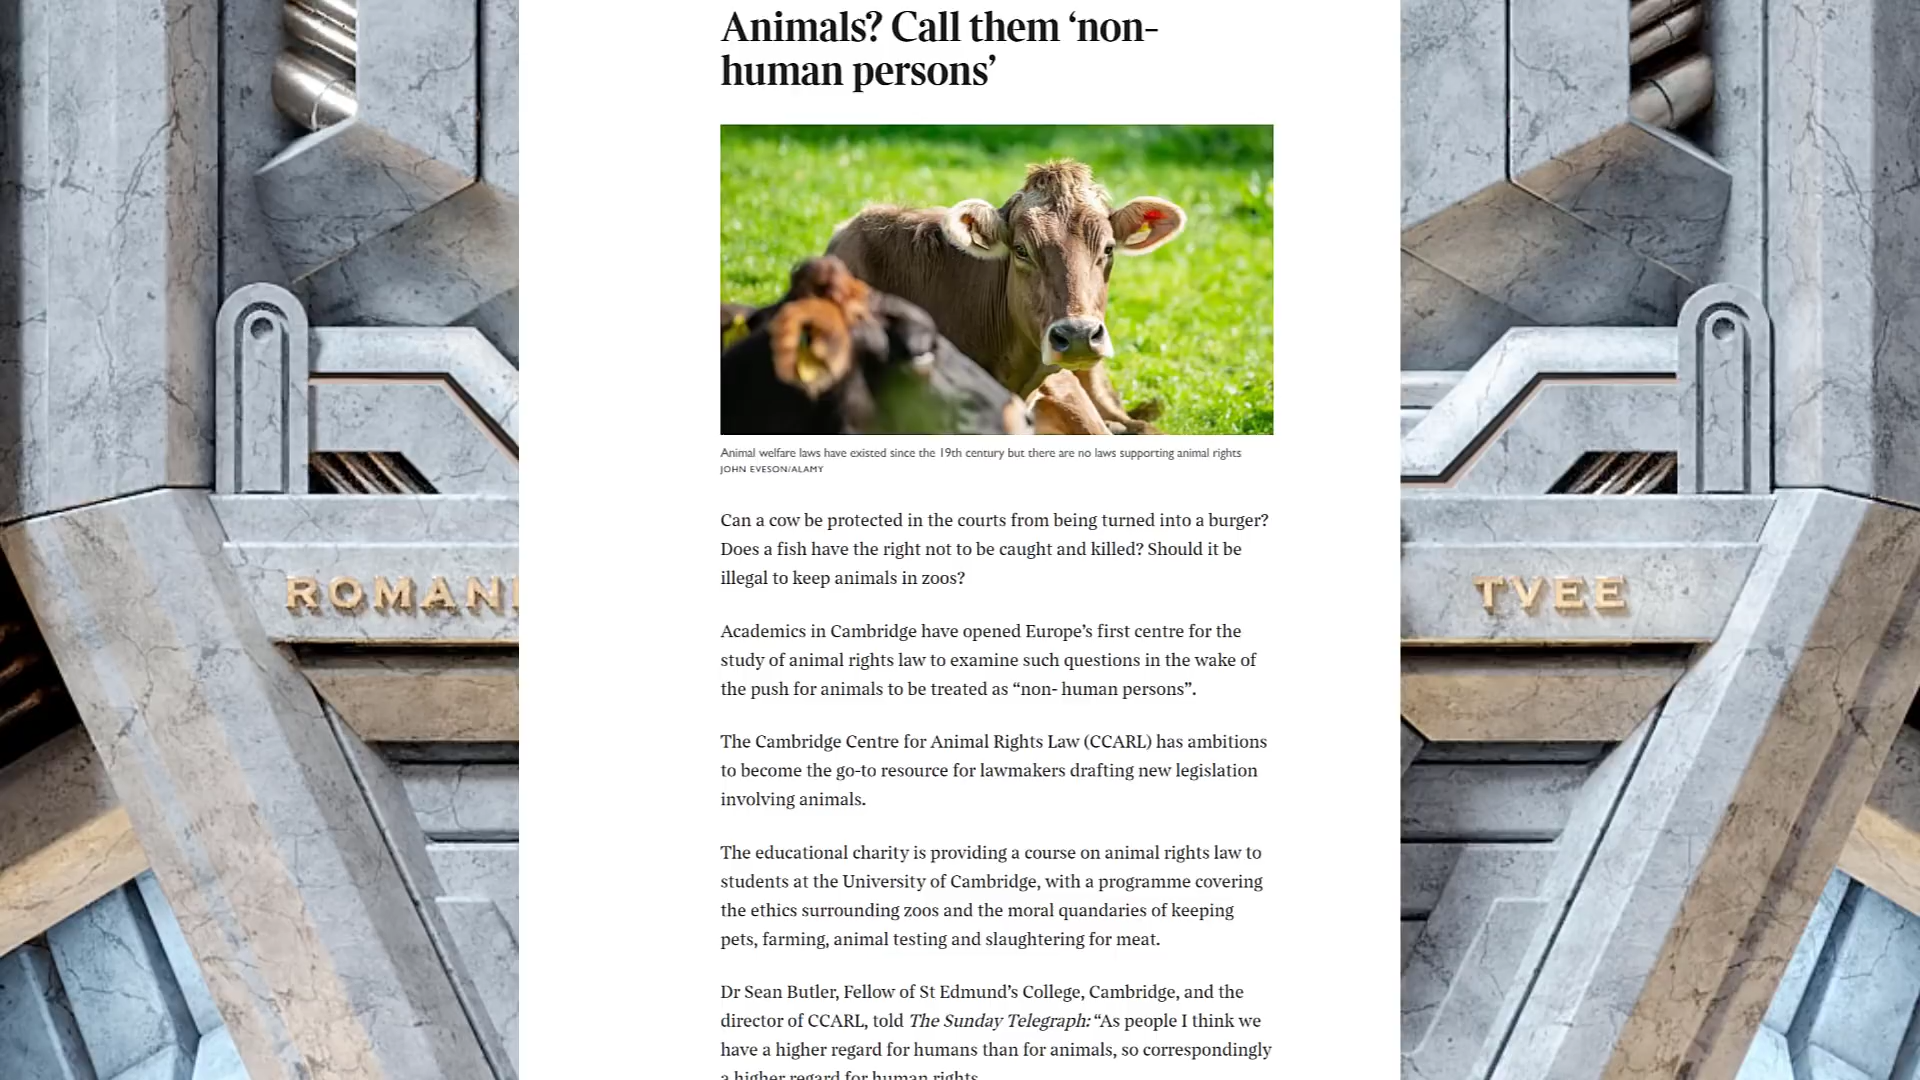 Animals? Call them ‘non-
human persons’
Animal welfare laws have existed since the 19th century but there are no laws supporting animal rights
JOHN EVESON/ALAMY
Can a cow be protected in the courts from being turned into a burger?
Does a fish have the right not to be caught and killed? Should it be
illegal to keep animals in zoos?
Academics in Cambridge have opened Europe’s first centre for the
study of animal rights law to examine such questions in the wake of
the push for animals to be treated as “non- human persons”.
The Cambridge Centre for Animal Rights Law (CCARL) has ambitions
to become the go-to resource for lawmakers drafting new legislation
involving animals.
The educational charity is providing a course on animal rights law to
students at the University of Cambridge, with a programme covering
the ethics surrounding zoos and the moral quandaries of keeping
pets, farming, animal testing and slaughtering for meat.
Dr Sean Butler, Fellow of St Edmund’s College, Cambridge, and the
director of CCARL, told The Sunday Telegraph: “As people I think we
have a higher regard for humans than for animals, so correspondingly
a higher regard for human rights.
ROMAN
TVEE